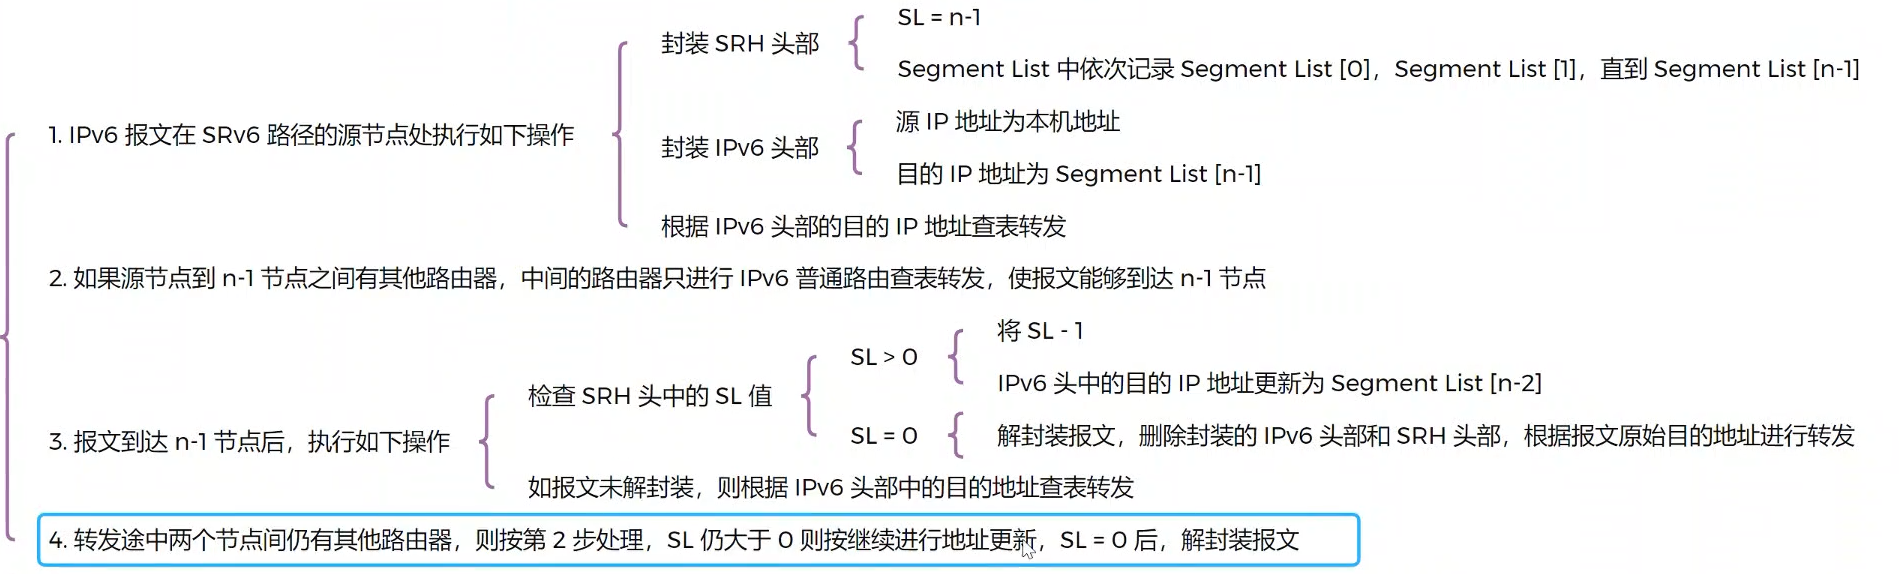 SL = n-1
封装 SRH 头部
Segment List 中依次记录 Segment List [0]，Segment List [1]，直到 Segment List [n-1]
1. IPv6 报文在 SRv6 路径的源节点处执行如下操作
源 IP 地址为本机地址
封装 IPv6 头部
目的 IP 地址为 Segment List [n-1]
根据 IPv6 头部的目的 IP 地址查表转发
2. 如果源节点到 n-1 节点之间有其他路由器，中间的路由器只进行 IPv6 普通路由查表转发，使报文能够到达 n-1 节点
将 SL - 1
SL > 0
IPv6 头中的目的 IP 地址更新为 Segment List [n-2]
检查 SRH 头中的 SL 值
SL = 0
解封装报文，删除封装的 IPv6 头部和 SRH 头部，根据报文原始目的地址进行转发
3. 报文到达 n-1 节点后，执行如下操作
如报文未解封装，则根据 IPv6 头部中的目的地址查表转发
4. 转发途中两个节点间仍有其他路由器，则按第 2 步处理，SL 仍大于 0 则按继续进行地址更新，SL = 0 后，解封装报文